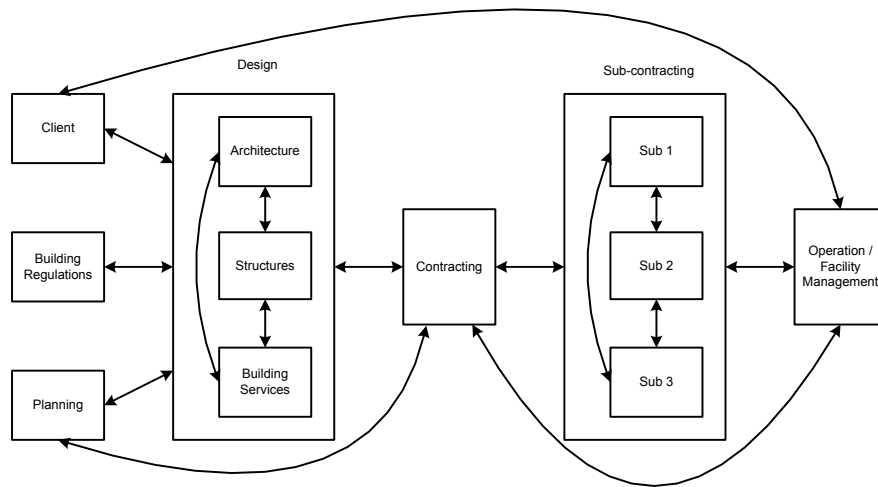 Design
Sub-contracting
Client
Architecture
Sub 1
Building
Regulations
Structures
Contracting
Sub 2
Operation /
Facility
Management
Planning
Building
Services
Sub 3